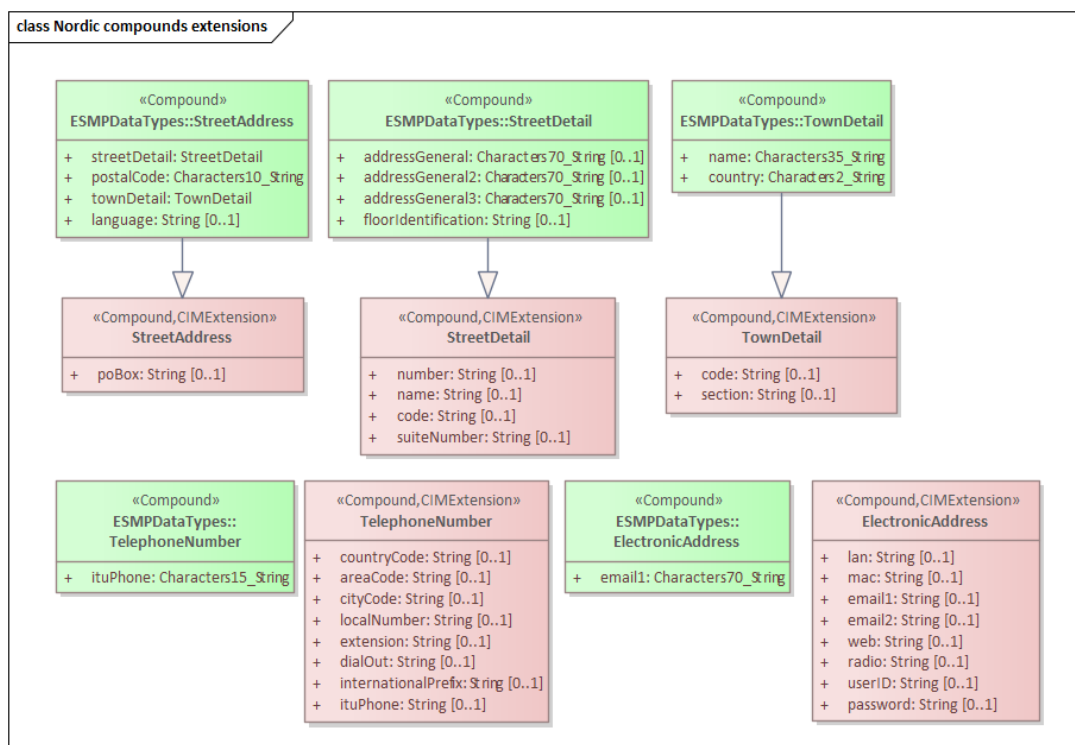 class Nordic compounds extensions
«Compound»
ESMPDataTypes::StreetAddress
+ streetDetail: StreetDetail
+ postalCode: Characters10_String
+ townDetail: TownDetail
+ language: String [0..1]
«Compound»
ESMPDataTypes::StreetDetail
+ addressGeneral: Characters70_String [0..1]
+ addressGeneral2: Characters70_String [0..1]
+ addressGeneral3: Characters70_String [0..1]
+ floorIdentification: String [0..1]
«Compound»
ESMPDataTypes::TownDetail
+ name: Characters35_String
+ country: Characters2_String
«Compound,CIMExtension»
StreetAddress
+ poBox: String [0..1]
«Compound,CIMExtension»
StreetDetail
+ number: String [0..1]
+ name: String [0..1]
+ code: String [0..1]
+ suiteNumber: String [0..1]
«Compound,CIMExtension»
TownDetail
+ code: String [0..1]
+ section: String [0..1]
«Compound»
ESMPDataTypes::
TelephoneNumber
+ ituPhone: Characters15_String
«Compound,CIMExtension»
TelephoneNumber
+ countryCode: String [0..1]
+ areaCode: String [0..1]
+ cityCode: String [0..1]
+ localNumber: String [0..1]
+ extension: String [0..1]
+ dialOut: String [0..1]
+ internationalPrefix: String [0..1]
+ ituPhone: String [0..1]
«Compound»
ESMPDataTypes::
ElectronicAddress
+ email1: Characters70_String
«Compound,CIMExtension»
ElectronicAddress
+ lan: String [0..1]
+ mac: String [0..1]
+ email1: String [0..1]
+ email2: String [0..1]
+ web: String [0..1]
+ radio: String [0..1]
+ userID: String [0..1]
+ password: String [0..1]